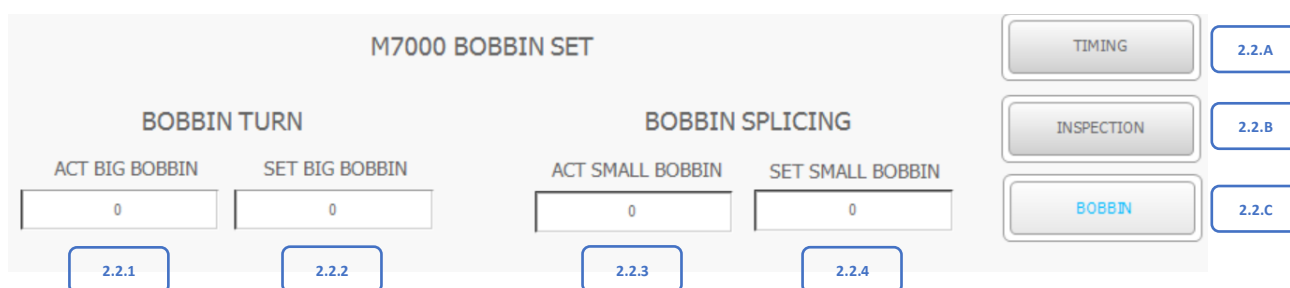 M7000 BOBBIN SET
TIMING
2.2.A
BOBBIN TURN
BOBBIN SPLICING
INSPECTION
2.2.B
ACT BIG BOBBIN
SET BIG BOBBIN
ACT SMALL BOBBIN
SET SMALL BOBBIN
0
0
0
0
BOBBIN
2.2.C
2.2.1
2.2.2
2.2.3
2.2.4